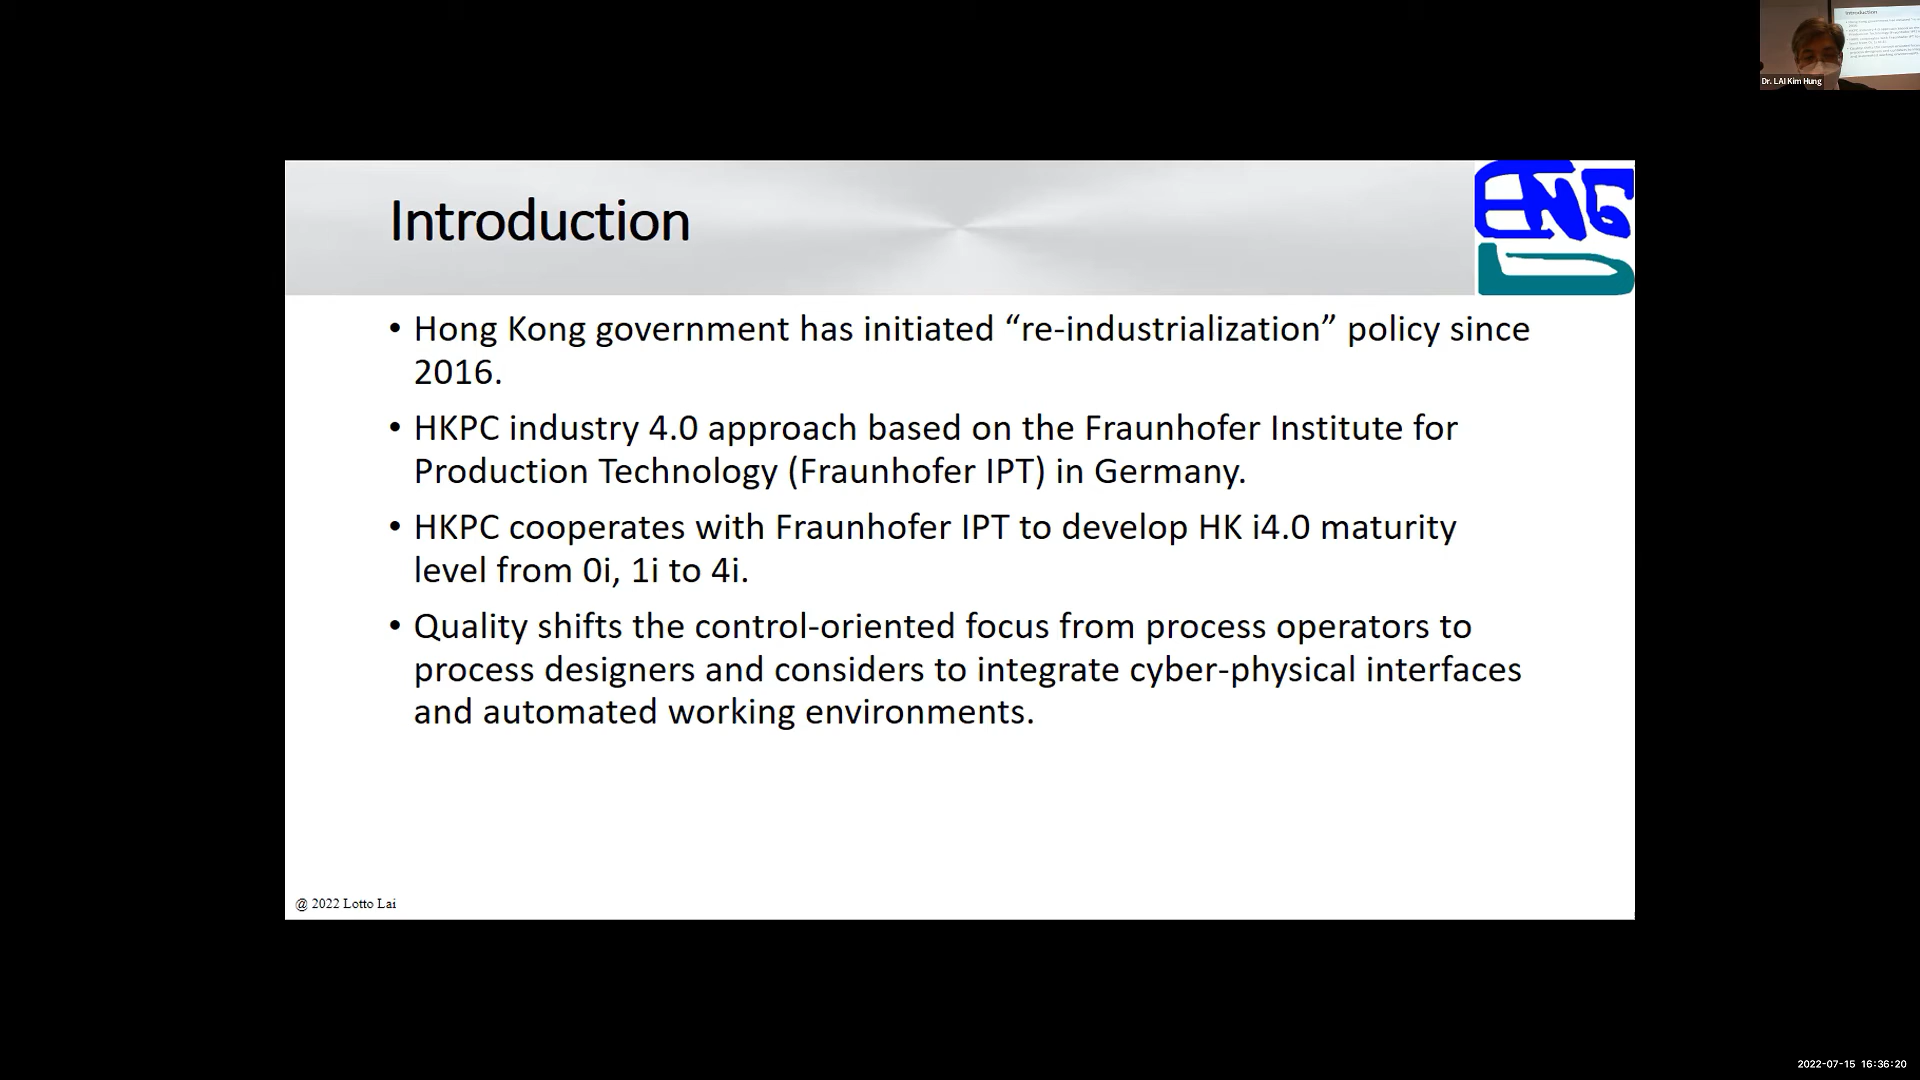 Dr. LAI Kim Hung
Introduction
ENG
• Hong Kong government has initiated “re-industrialization” policy since
2016.
• HKPC industry 4.0 approach based on the Fraunhofer Institute for
Production Technology (Fraunhofer IPT) in Germany.
• HKPC cooperates with Fraunhofer IPT to develop HK i4.0 maturity
level from 0i, 1i to 4i.
• Quality shifts the control-oriented focus from process operators to
process designers and considers to integrate cyber-physical interfaces
and automated working environments.
@ 2022 Lotto Lai
2022-07-15 16:36:20